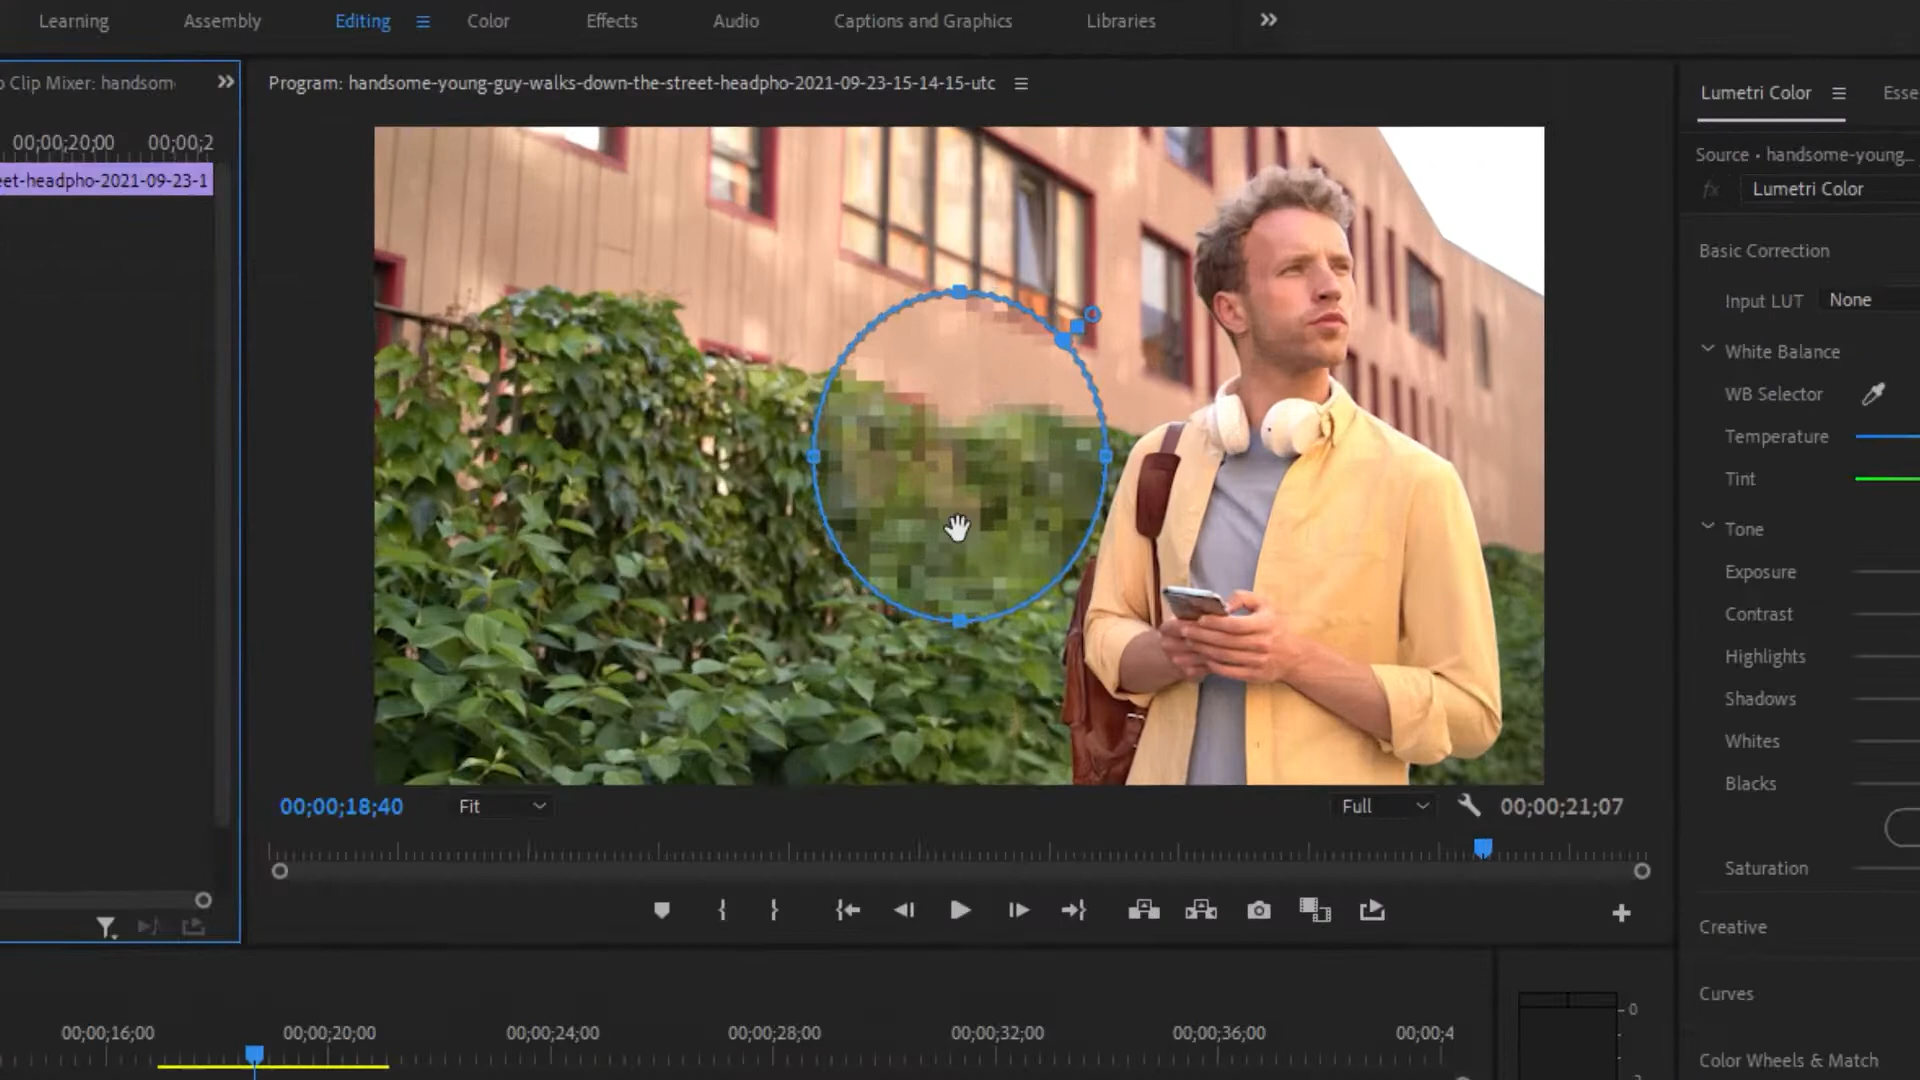 Learning Assembly Editing Color Effects Audio Captions and Graphics Libraries
o Clip Mixer: handsom
00;00;20;00 00;00;2
eet-headpho-2021-09-23-1
Program: handsome-young-guy-walks-down-the-street-headpho-2021-09-23-15-14-15-utc
00;00;18;40 Fit Full 00;00;21;07
Lumetri Color Esse
Source • handsome-young...
fx Lumetri Color
Basic Correction
Input LUT None
White Balance
WB Selector
Temperature
Tint
Tone
Exposure
Contrast
Highlights
Shadows
Whites
Blacks
Saturation
Creative
Curves
Color Wheels & Match
00;00;16;00 00;00;20;00 00;00;24;00 00;00;28;00 00;00;32;00 00;00;36;00 00;00;4
0